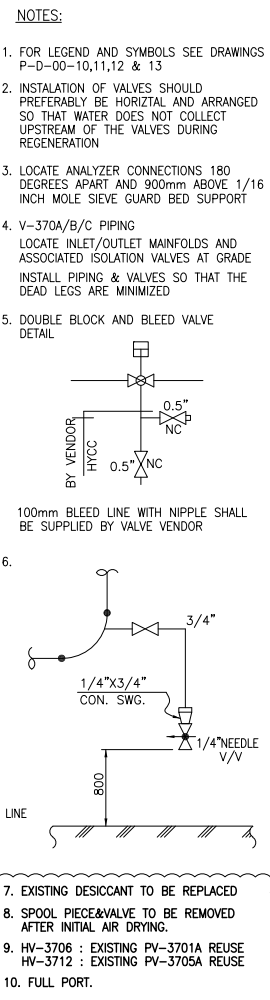 NOTES:
1. FOR LEGEND AND SYMBOLS SEE DRAWINGS
P-D-00-10,11,12 & 13
2. INSTALATION OF VALVES SHOULD
PREFERABLY BE HORIZTAL AND ARRANGED
SO THAT WATER DOES NOT COLLECT
UPSTREAM OF THE VALVES DURING
REGENERATION
3. LOCATE ANALYZER CONNECTIONS 180
DEGREES APART AND 900mm ABOVE 1/16
INCH MOLE SIEVE GUARD BED SUPPORT
4. V-370A/B/C PIPING
LOCATE INLET/OUTLET MAINFOLDS AND
ASSOCIATED ISOLATION VALVES AT GRADE
INSTALL PIPING & VALVES SO THAT THE
DEAD LEGS ARE MINIMIZED
5. DOUBLE BLOCK AND BLEED VALVE
DETAIL
0.5"
NC
BY VENDOR
HYCC
0.5" NC
100mm BLEED LINE WITH NIPPLE SHALL
BE SUPPLIED BY VALVE VENDOR
6.
3/4"
1/4"X3/4"
CON. SWG.
1/4"NEEDLE
V/V
800
LINE
7. EXISTING DESICCANT TO BE REPLACED
8. SPOOL PIECE&VALVE TO BE REMOVED
AFTER INITIAL AIR DRYING.
9. HV-3706 : EXISTING PV-3701A REUSE
HV-3712 : EXISTING PV-3705A REUSE
10. FULL PORT.